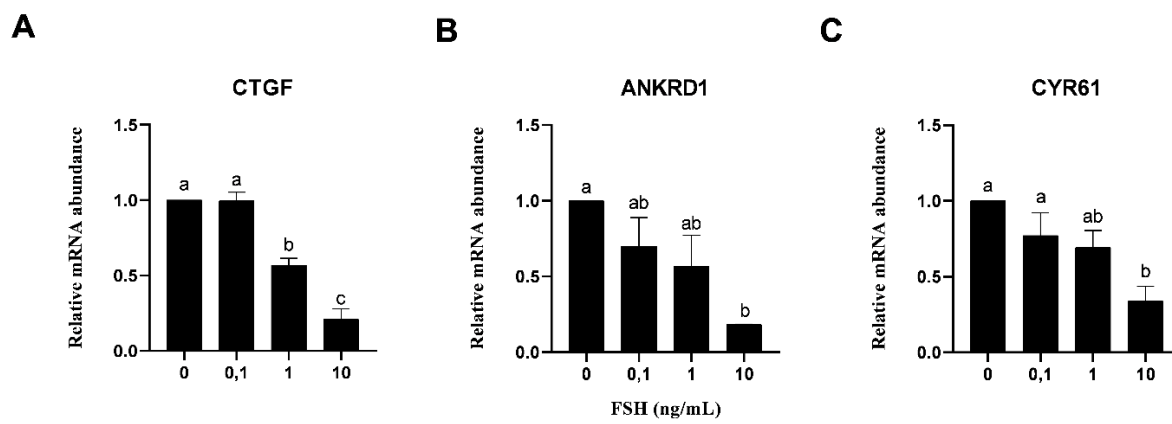 A
CTGF
Relative mRNA abundance
1.5
1.0
0.5
0.0
a
a
b
c
0
0,1
1
10
B
ANKRD1
Relative mRNA abundance
1.5
1.0
0.5
0.0
a
ab
ab
b
0
0,1
1
10
FSH (ng/mL)
C
CYR61
Relative mRNA abundance
1.5
1.0
0.5
0.0
a
a
ab
b
0
0,1
1
10